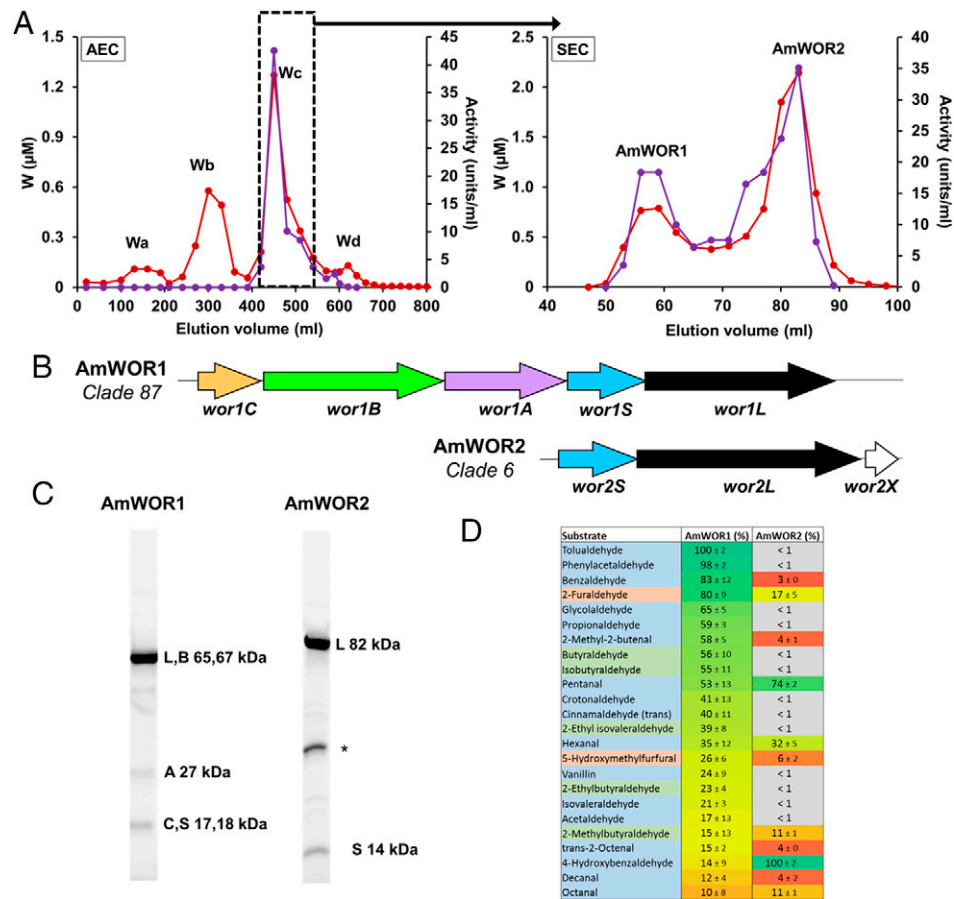 A
AEC
W (µM)
1.5
1.2
0.9
0.6
0.3
0
Wa
Wb
Wc
Wd
45
40
35
30
25
20
15
10
5
0
Activity (units/ml)
0 100 200 300 400 500 600 700 800
Elution volume (ml)
SEC
W (µM)
2.5
2.0
1.5
1.0
0.5
0
AmWOR1
AmWOR2
40
35
30
25
20
15
10
5
0
Activity (units/ml)
40 50 60 70 80 90 100
Elution volume (ml)
B
AmWOR1
Clade 87
wor1C wor1B wor1A wor1S wor1L
AmWOR2
Clade 6
wor2S wor2L wor2X
C
AmWOR1
L,B 65,67 kDa
A 27 kDa
C,S 17,18 kDa
AmWOR2
L 82 kDa
*
S 14 kDa
D
Substrate AmWOR1 (%) AmWOR2 (%)
Tolualdehyde 100 ± 2 < 1
Phenylacetaldehyde 98 ± 2 < 1
Benzaldehyde 83 ± 12 3 ± 0
2-Furaldehyde 80 ± 9 17 ± 5
Glycolaldehyde 65 ± 5 < 1
Propionaldehyde 59 ± 3 < 1
2-Methyl-2-butenal 58 ± 5 4 ± 1
Butyraldehyde 56 ± 10 < 1
Isobutyraldehyde 55 ± 11 < 1
Pentanal 53 ± 13 74 ± 2
Crotonaldehyde 41 ± 13 < 1
Cinnamaldehyde (trans) 40 ± 11 < 1
2-Ethyl isovaleraldehyde 39 ± 8 < 1
Hexanal 35 ± 12 32 ± 5
5-Hydroxymethylfurfural 26 ± 6 6 ± 2
Vanillin 24 ± 9 < 1
2-Ethylbutyraldehyde 23 ± 4 < 1
Isovaleraldehyde 21 ± 3 < 1
Acetaldehyde 17 ± 13 < 1
2-Methylbutyraldehyde 15 ± 13 11 ± 1
trans-2-Octenal 15 ± 2 4 ± 0
4-Hydroxybenzaldehyde 14 ± 9 100 ± 2
Decanal 12 ± 4 4 ± 2
Octanal 10 ± 8 11 ± 1